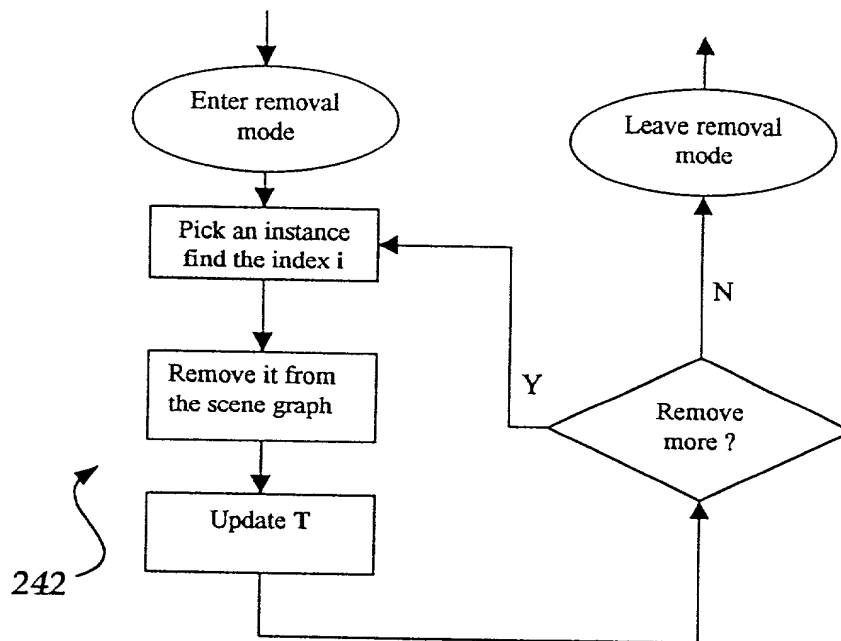 Enter removal
mode
Pick an instance
find the index i
Remove it from
the scene graph
Update T
242
Leave removal
mode
N
Y
Remove
more ?